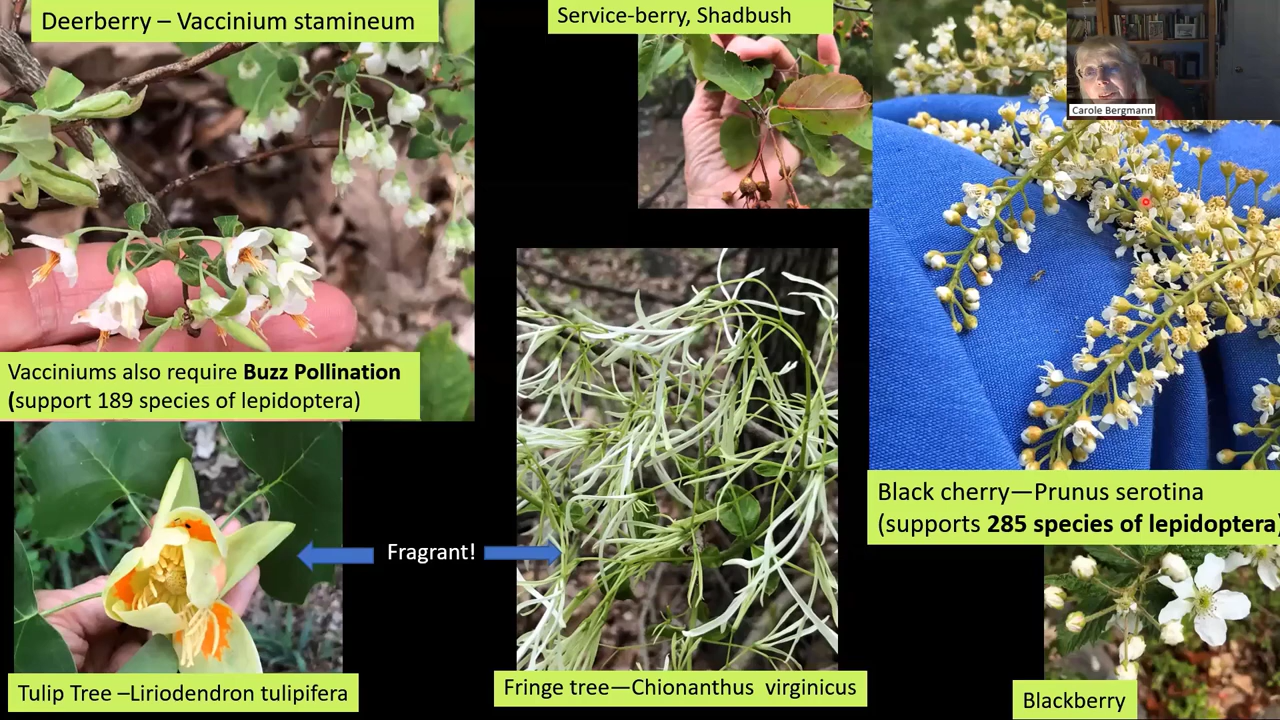 Deerberry – Vaccinium stamineum
Service-berry, Shadbush
Carole Bergmann
Vacciniums also require Buzz Pollination
(support 189 species of lepidoptera)
Black cherry—Prunus serotina
(supports 285 species of lepidoptera)
Fragrant!
Tulip Tree –Liriodendron tulipifera
Fringe tree—Chionanthus virginicus
Blackberry